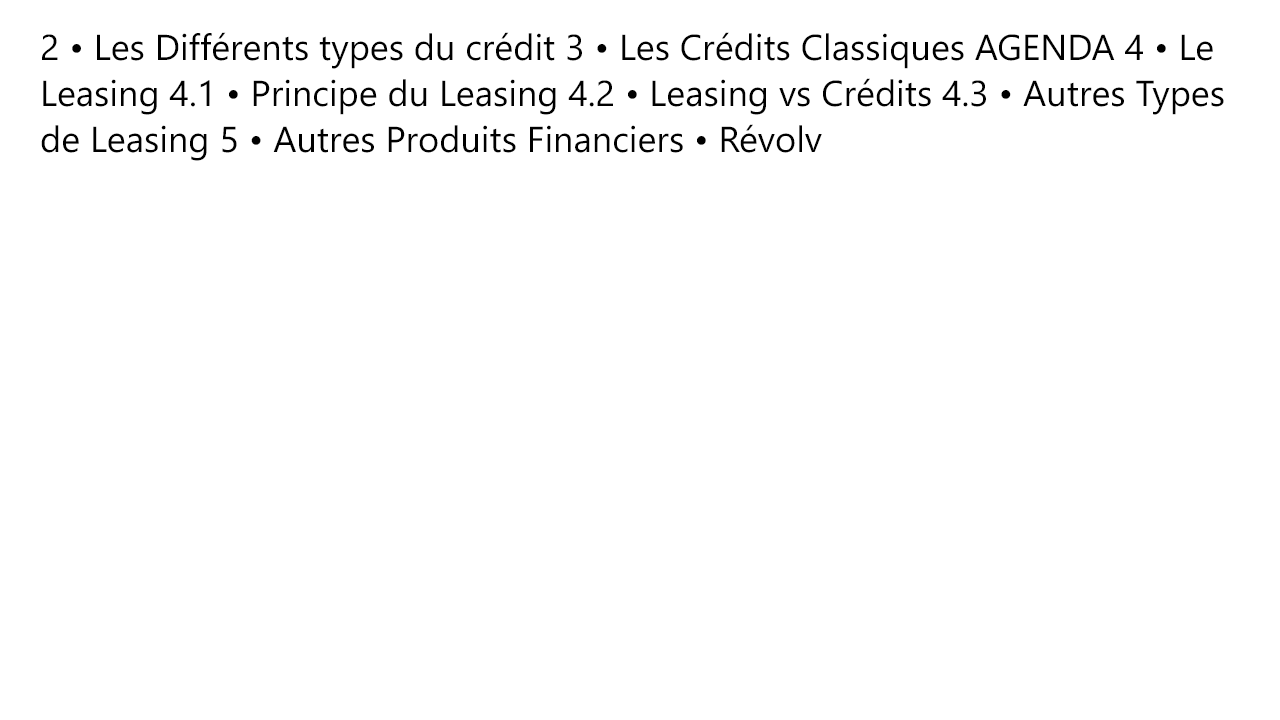 2 • Les Différents types du crédit 3 • Les Crédits Classiques AGENDA 4 • Le
Leasing 4.1 • Principe du Leasing 4.2 • Leasing vs Crédits 4.3 • Autres Types
de Leasing 5 • Autres Produits Financiers • Révolv